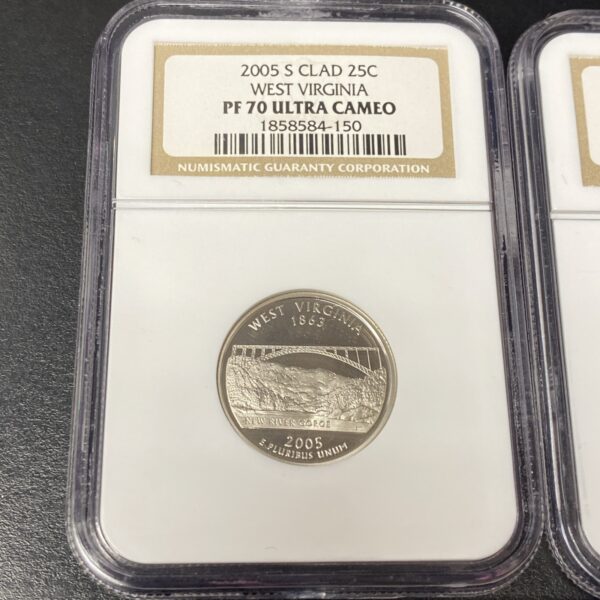 2005 S CLAD 25C
WEST VIRGINIA
PF 70 ULTRA CAMEO
1858584-150
NUMISMATIC GUARANTY CORPORATION
WEST VIRGINIA
1863
NEW RIVER GORGE
2005
E PLURIBUS UNUM